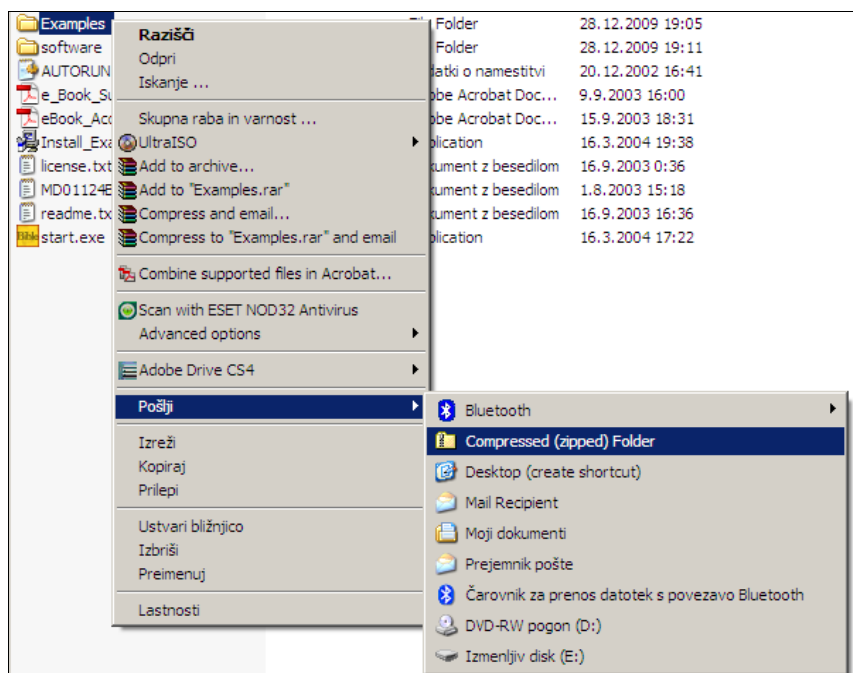 Examples Folder 28.12.2009 19:05
software Folder 28.12.2009 19:11
AUTORUN datki o namestitvi 20.12.2002 16:41
e_Book_Su obe Acrobat Doc... 9.9.2003 16:00
eBook_Acc obe Acrobat Doc... 15.9.2003 18:31
Install_Exa plication 16.3.2004 19:38
license.txt kument z besedilom 16.9.2003 0:36
MD01124E kument z besedilom 1.8.2003 15:18
readme.tx kument z besedilom 16.9.2003 16:36
Bible start.exe plication 16.3.2004 17:22
Razišči
Odpri
Iskanje ...
Skupna raba in varnost ...
UltraISO
Add to archive...
Add to "Examples.rar"
Compress and email...
Compress to "Examples.rar" and email
Combine supported files in Acrobat...
Scan with ESET NOD32 Antivirus
Advanced options
Adobe Drive CS4
Pošlji
Izreži
Kopiraj
Prilepi
Ustvari bližnjico
Izbriši
Preimenuj
Lastnosti
Bluetooth
Compressed (zipped) Folder
Desktop (create shortcut)
Mail Recipient
Moji dokumenti
Prejemnik pošte
Čarovnik za prenos datotek s povezavo Bluetooth
DVD-RW pogon (D:)
Izmenljiv disk (E:)